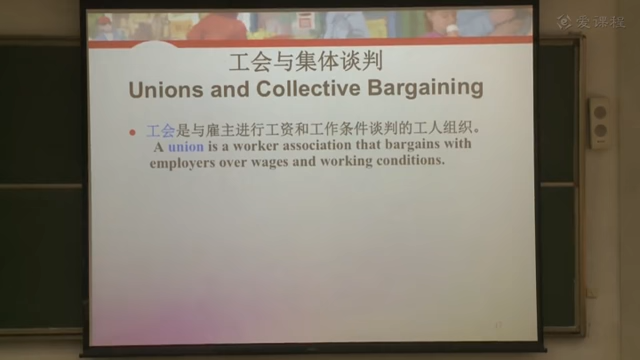 爱课程
工会与集体谈判
Unions and Collective Bargaining
工会是与雇主进行工资和工作条件谈判的工人组织。
A union is a worker association that bargains with
employers over wages and working conditions.